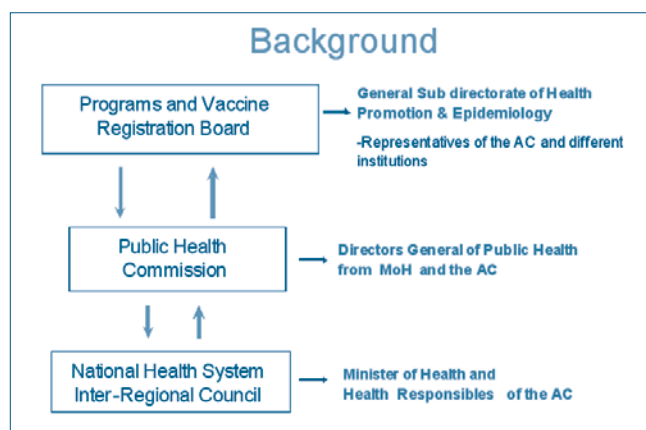 Background
Programs and Vaccine
Registration Board
General Sub directorate of Health
Promotion & Epidemiology
-Representatives of the AC and different
institutions
Public Health
Commission
Directors General of Public Health
from MoH and the AC
National Health System
Inter-Regional Council
Minister of Health and
Health Responsibles of the AC